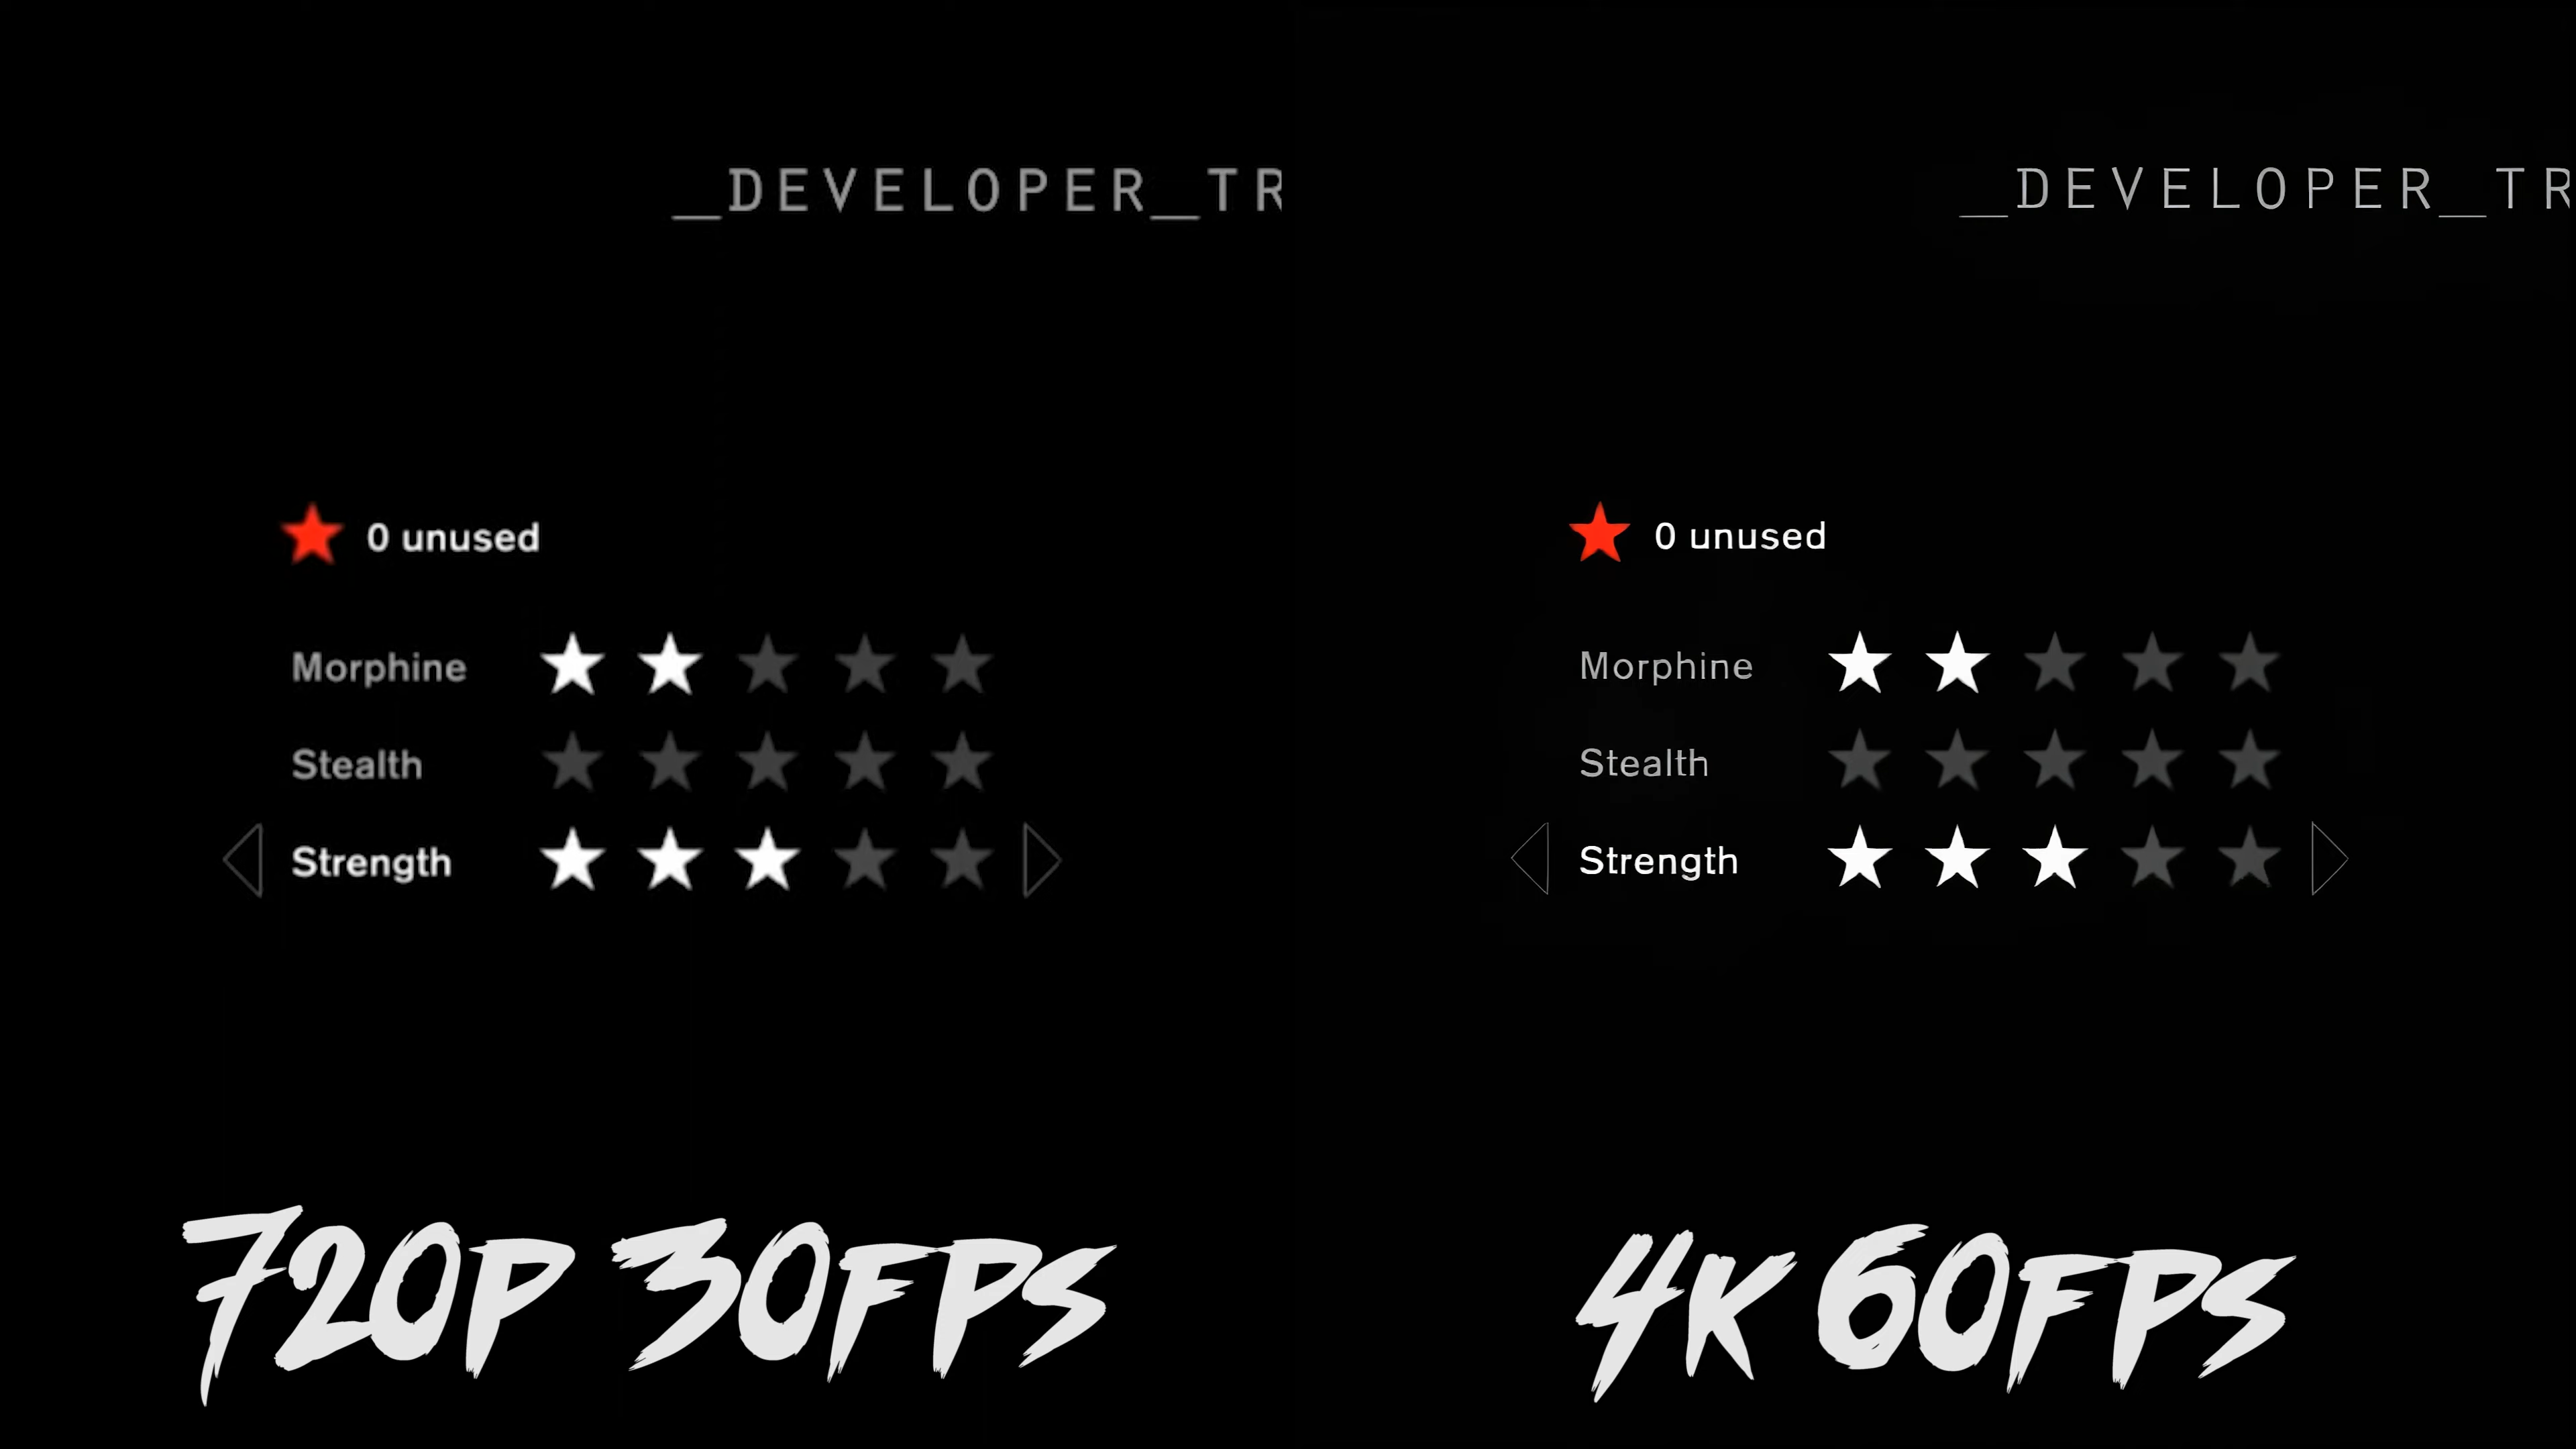 _DEVELOPER_TR
0 unused
Morphine
Stealth
Strength
720P 30FPS
_DEVELOPER_TR
0 unused
Morphine
Stealth
Strength
4K 60FPS